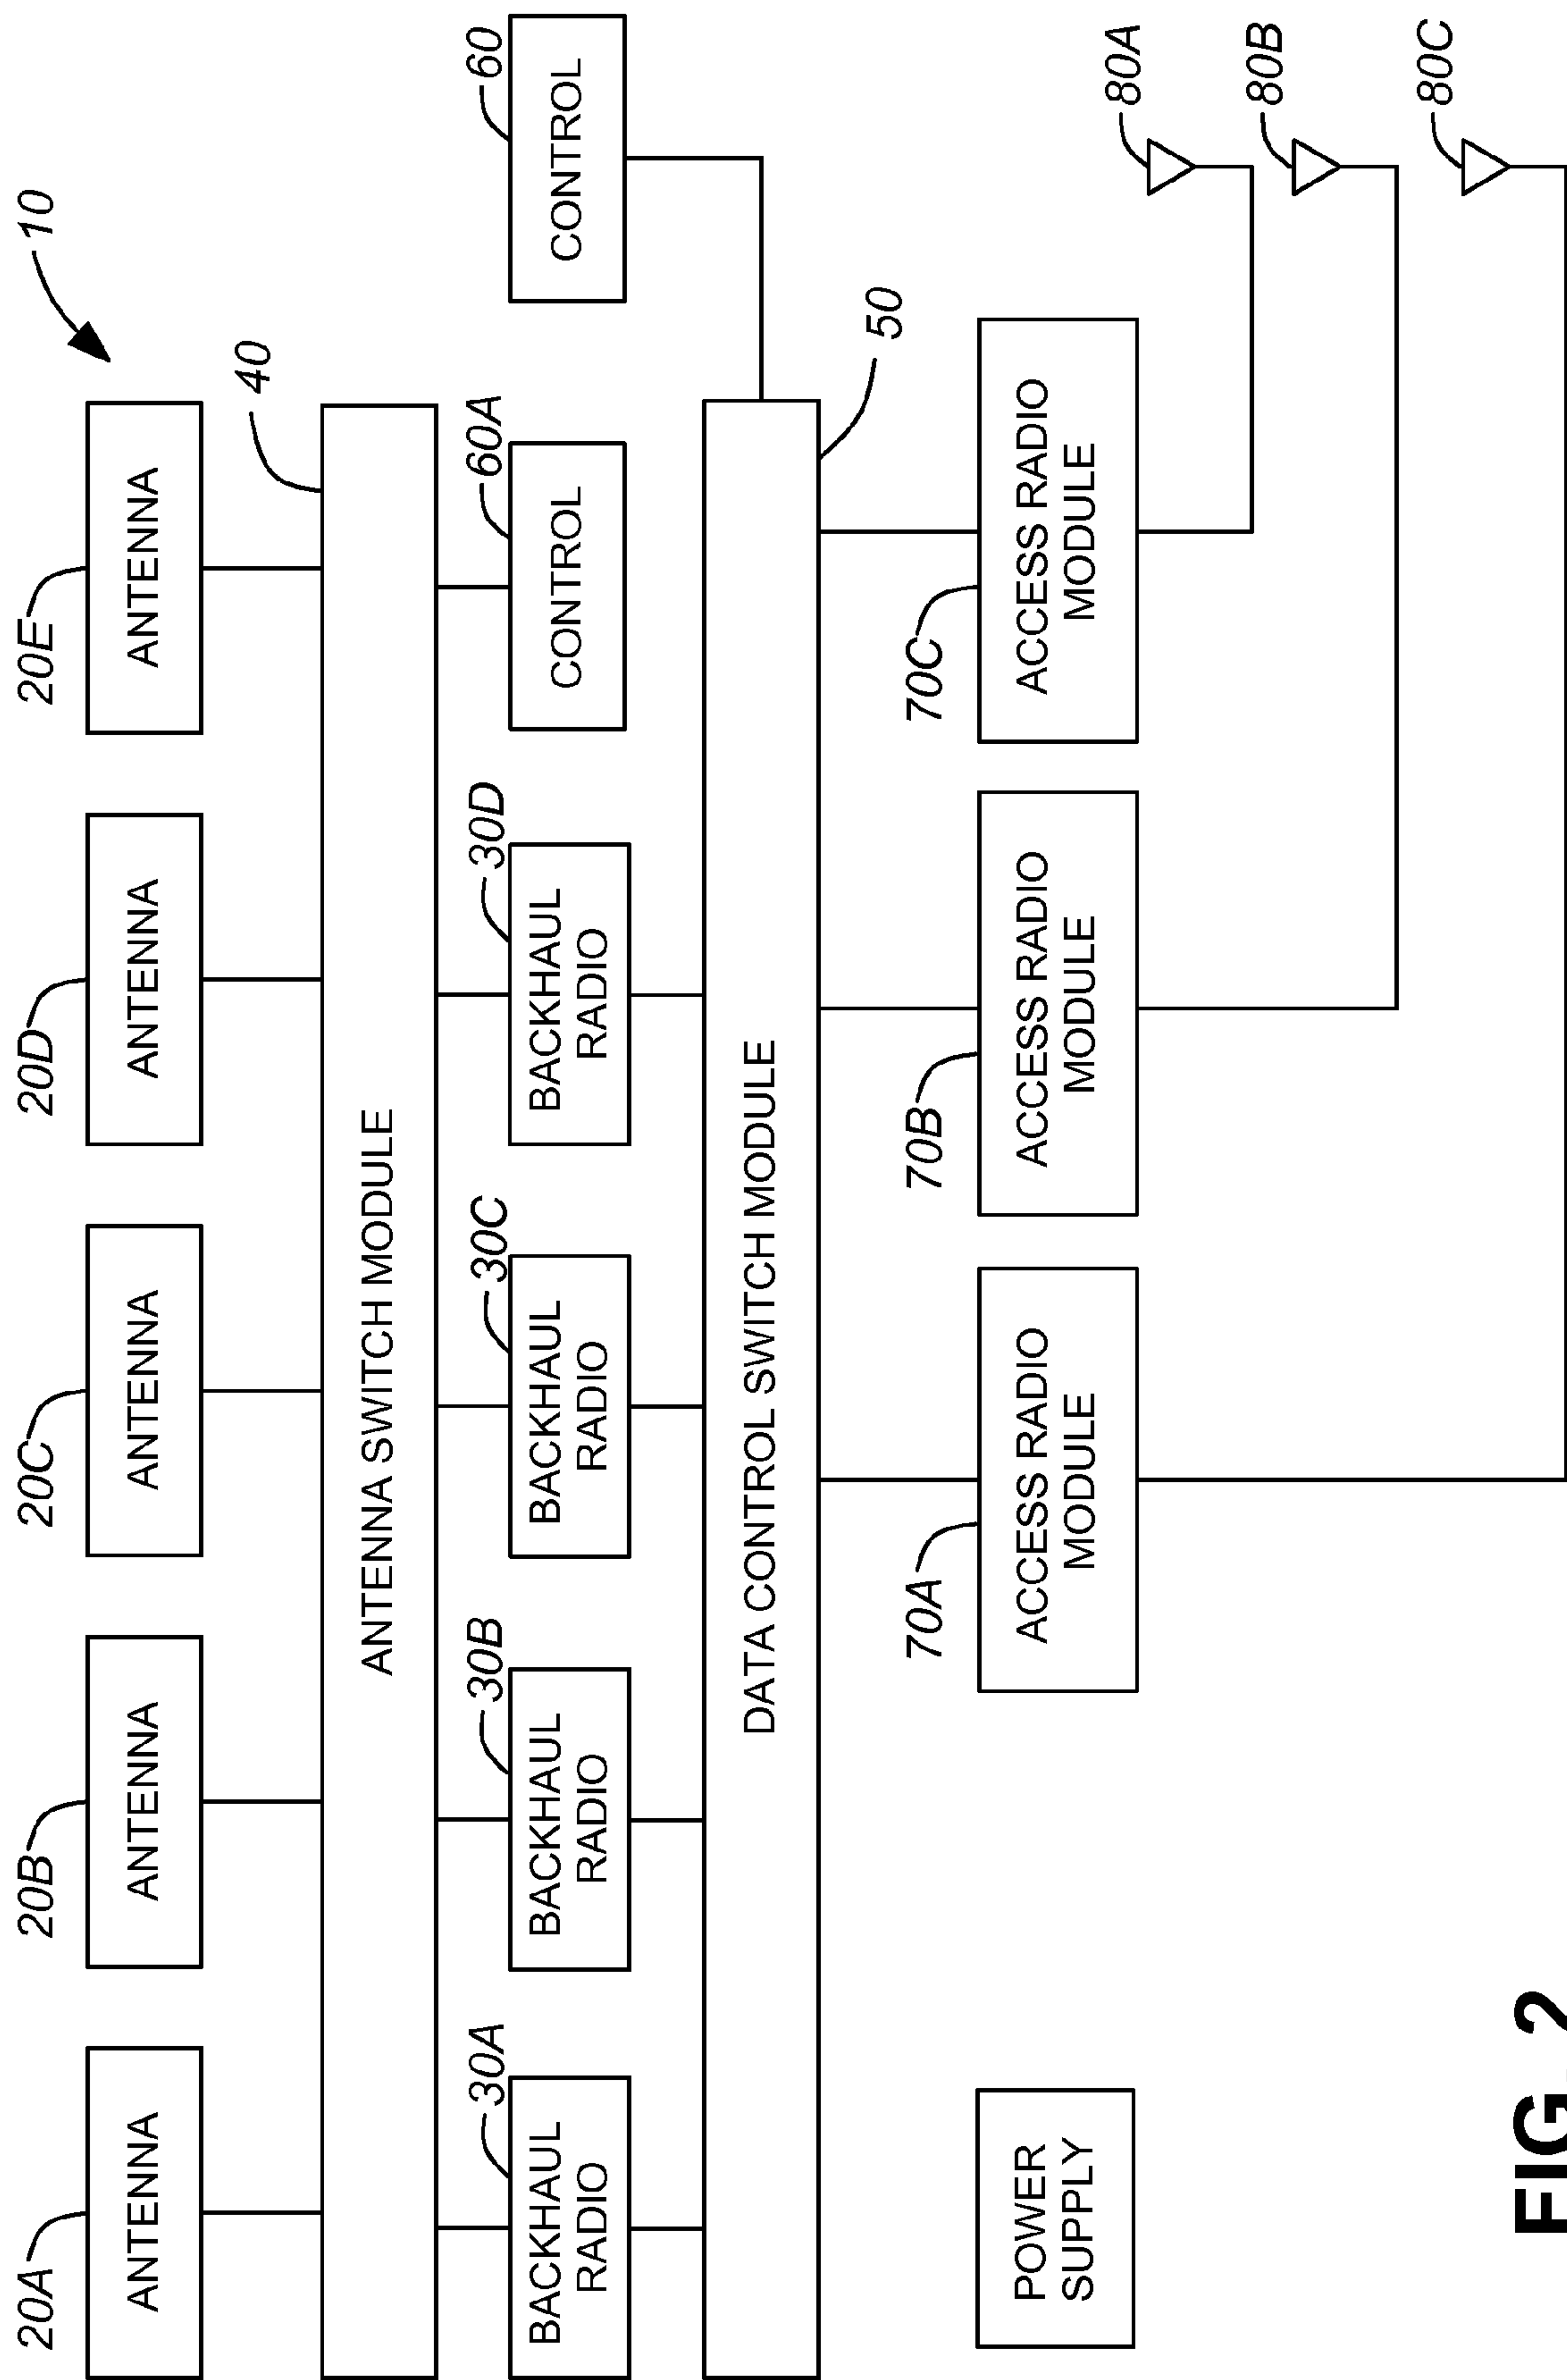 10
20A
20B
20C
20D
20E
ANTENNA
ANTENNA
ANTENNA
ANTENNA
ANTENNA
40
ANTENNA SWITCH MODULE
30A
30B
30C
30D
60A
60
BACKHAUL
RADIO
BACKHAUL
RADIO
BACKHAUL
RADIO
BACKHAUL
RADIO
CONTROL
CONTROL
DATA CONTROL SWITCH MODULE
50
70A
70B
70C
POWER
SUPPLY
ACCESS RADIO
MODULE
ACCESS RADIO
MODULE
ACCESS RADIO
MODULE
80A
80B
80C
FIG. 2